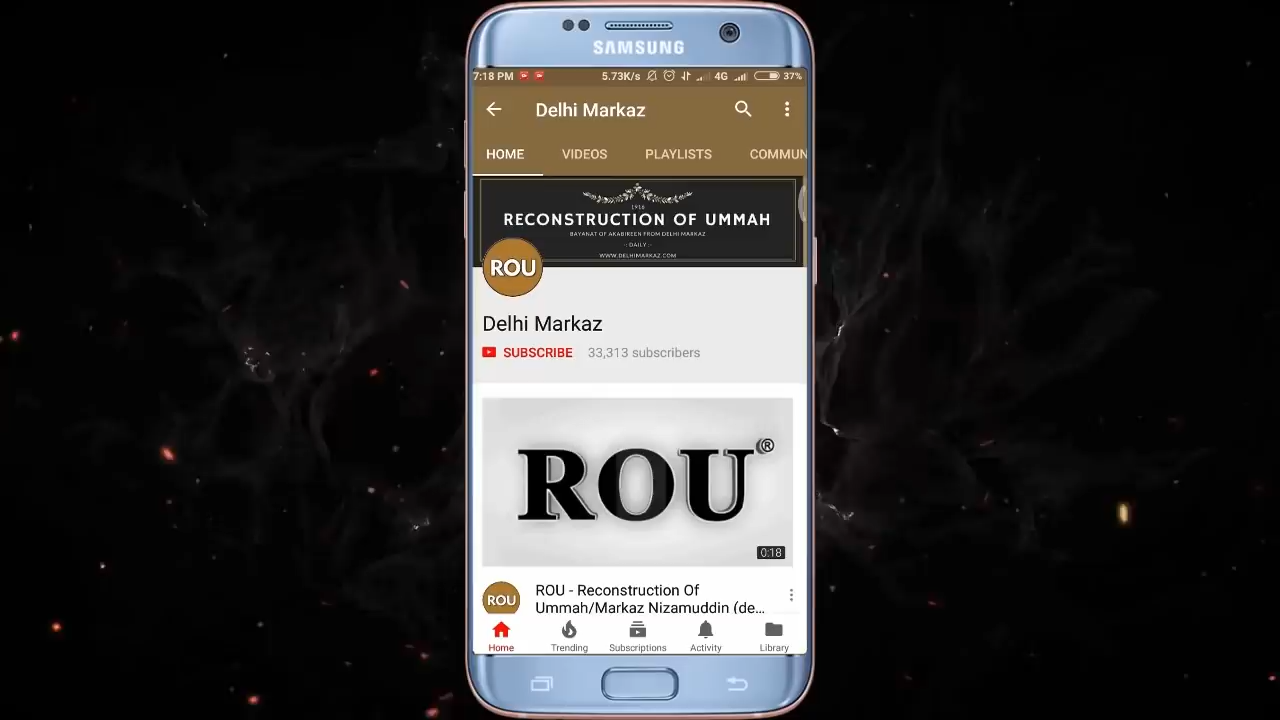 SAMSUNG
7:18 PM 5.73K/s 4G 37%
Delhi Markaz
HOME VIDEOS PLAYLISTS COMMUN
1916
RECONSTRUCTION OF UMMAH
BAYANAT OF AKABIREEN FROM DELHI MARKAZ
-: DAILY :-
WWW.DELHIMARKAZ.COM
ROU
Delhi Markaz
SUBSCRIBE 33,313 subscribers
ROU®
0:18
ROU
ROU - Reconstruction Of
Ummah/Markaz Nizamuddin (de...
Home Trending Subscriptions Activity Library